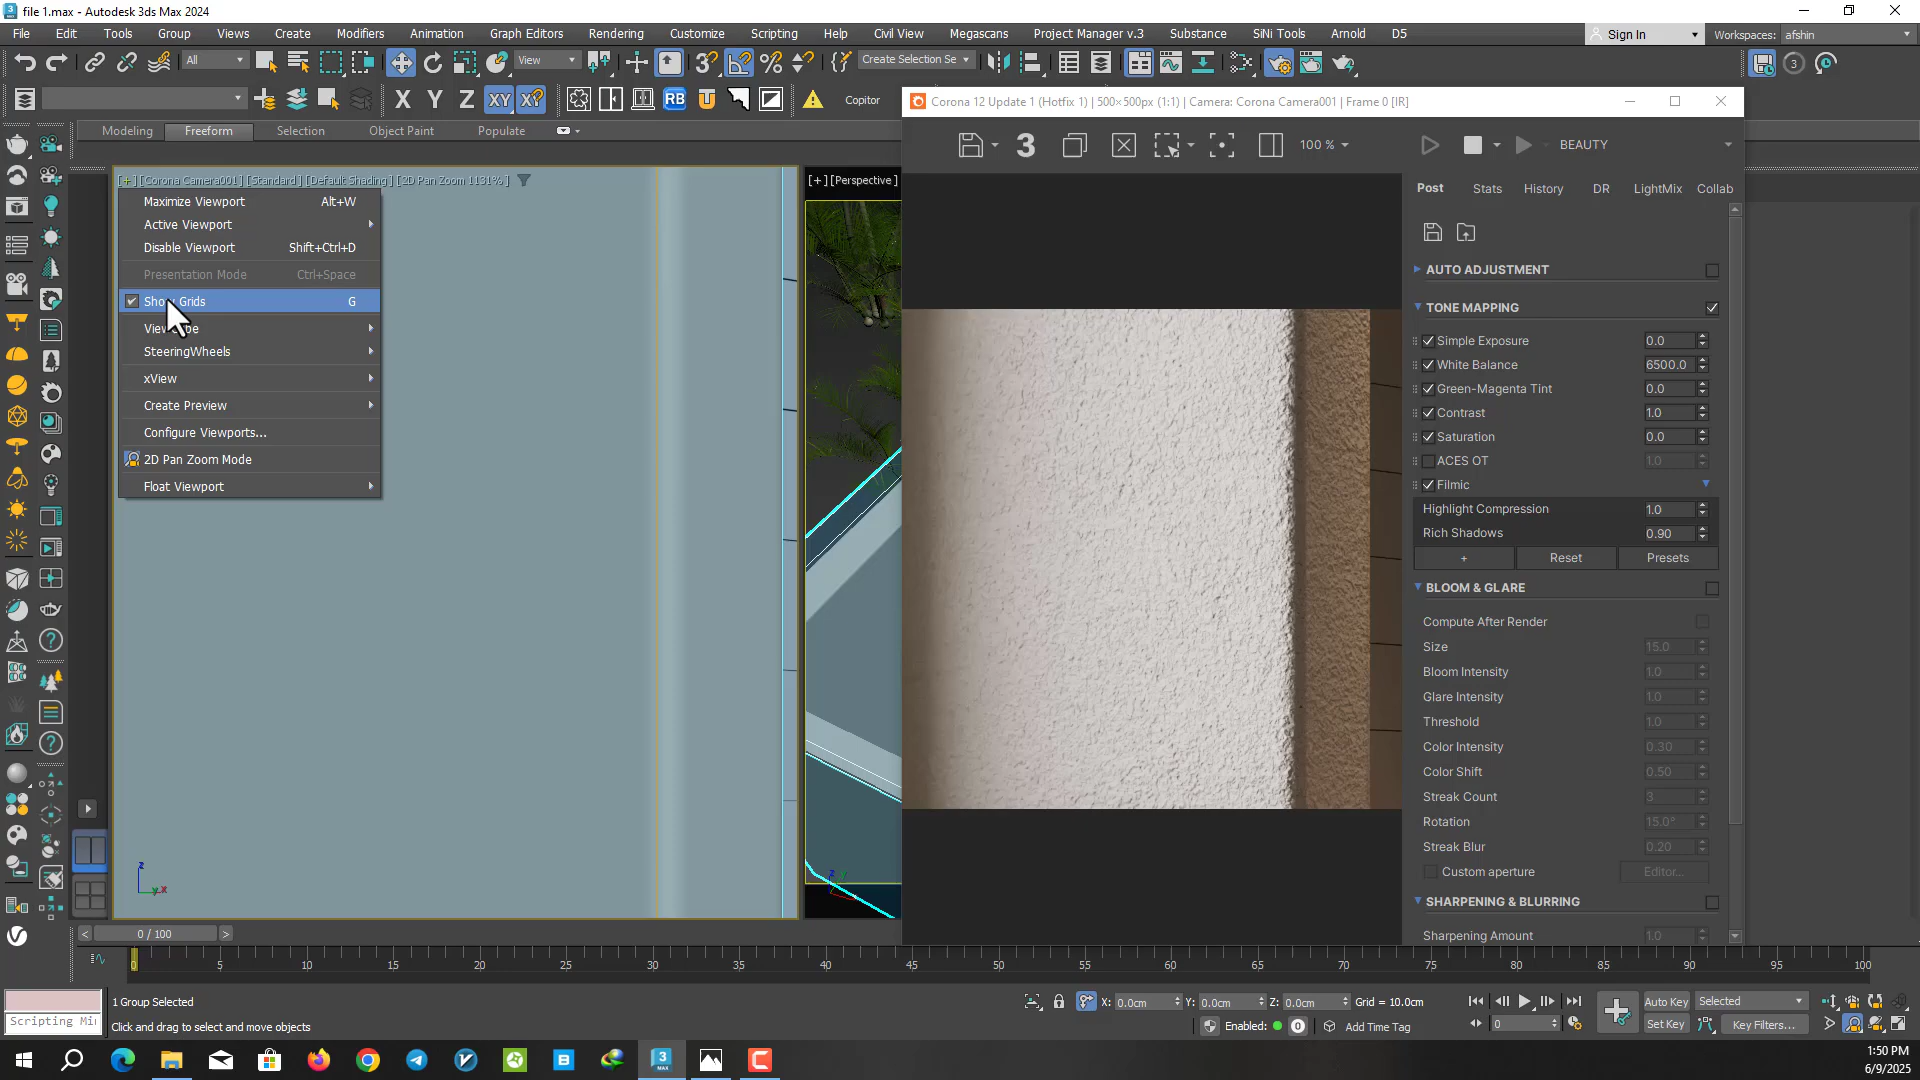 file 1.max - Autodesk 3ds Max 2024
File Edit Tools Group Views Create Modifiers Animation Graph Editors Rendering Customize Scripting Help Civil View Megascans Project Manager v.3 Substance SiNi Tools Arnold D5
Sign In Workspaces: afshin
All View Create Selection Se 3
X Y Z XY RB Copitor
Modeling Freeform Selection Object Paint Populate
[+] [Corona Camera001] [Standard] [Default Shading] [2D Pan Zoom 1131% ]
[+] [Perspective]
Maximize Viewport Alt+W
Active Viewport
Disable Viewport Shift+Ctrl+D
Presentation Mode Ctrl+Space
Show Grids G
ViewCube
SteeringWheels
xView
Create Preview
Configure Viewports...
2D Pan Zoom Mode
Float Viewport
Corona 12 Update 1 (Hotfix 1) | 500×500px (1:1) | Camera: Corona Camera001 | Frame 0 [IR]
3 100 % BEAUTY
Post Stats History DR LightMix Collab
AUTO ADJUSTMENT
TONE MAPPING
Simple Exposure 0.0
White Balance 6500.0
Green-Magenta Tint 0.0
Contrast 1.0
Saturation 0.0
ACES OT 1.0
Filmic
Highlight Compression 1.0
Rich Shadows 0.90
+ Reset Presets
BLOOM & GLARE
Compute After Render
Size 15.0
Bloom Intensity 1.0
Glare Intensity 1.0
Threshold 1.0
Color Intensity 0.30
Color Shift 0.50
Streak Count 3
Rotation 15.0°
Streak Blur 0.20
Custom aperture Editor...
SHARPENING & BLURRING
Sharpening Amount 1.0
z x y
z y
< 0 / 100 >
0 5 10 15 20 25 30 35 40 45 50 55 60 65 70 75 80 85 90 95 100
1 Group Selected
Scripting Mi
Click and drag to select and move objects
X: 0.0cm Y: 0.0cm Z: 0.0cm Grid = 10.0cm
Enabled: 0 Add Time Tag
0
Auto Key Selected
Set Key Key Filters...
1:50 PM
6/9/2025